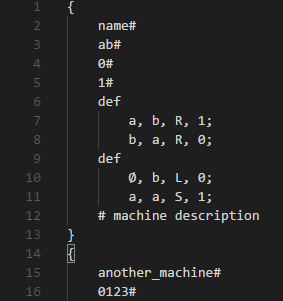 1 {
2 name#
3 ab#
4 0#
5 1#
6 def
7 a, b, R, 1;
8 b, a, R, 0;
9 def
10 Ø, b, L, 0;
11 a, a, S, 1;
12 # machine description
13 }
14 {
15 another_machine#
16 0123#